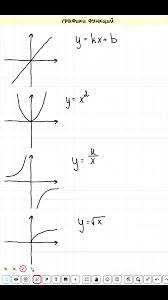 ГРАФИКИ ФУНКЦИЙ
y = kx + b
y = x²
y = к/x
y = √x